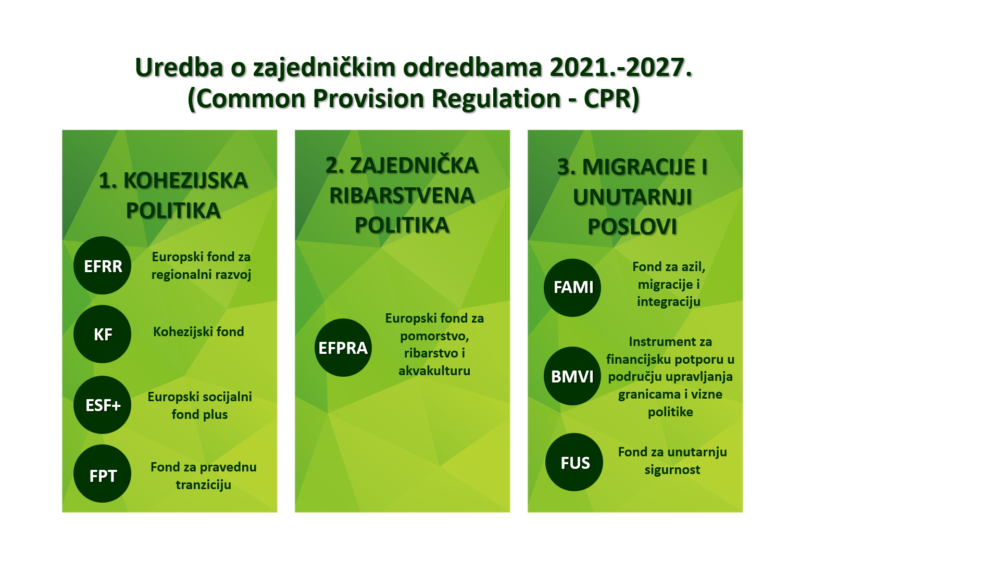 Uredba o zajedničkim odredbama 2021.-2027.
(Common Provision Regulation - CPR)
1. KOHEZIJSKA
POLITIKA
EFRR
Europski fond za
regionalni razvoj
KF
Kohezijski fond
ESF+
Europski socijalni
fond plus
FPT
Fond za pravednu
tranziciju
2. ZAJEDNIČKA
RIBARSTVENA
POLITIKA
EFPRA
Europski fond za
pomorstvo,
ribarstvo i
akvakulturu
3. MIGRACIJE I
UNUTARNJI
POSLOVI
FAMI
Fond za azil,
migracije i
integraciju
BMVI
Instrument za
financijsku potporu u
području upravljanja
granicama i vizne
politike
FUS
Fond za unutarnju
sigurnost